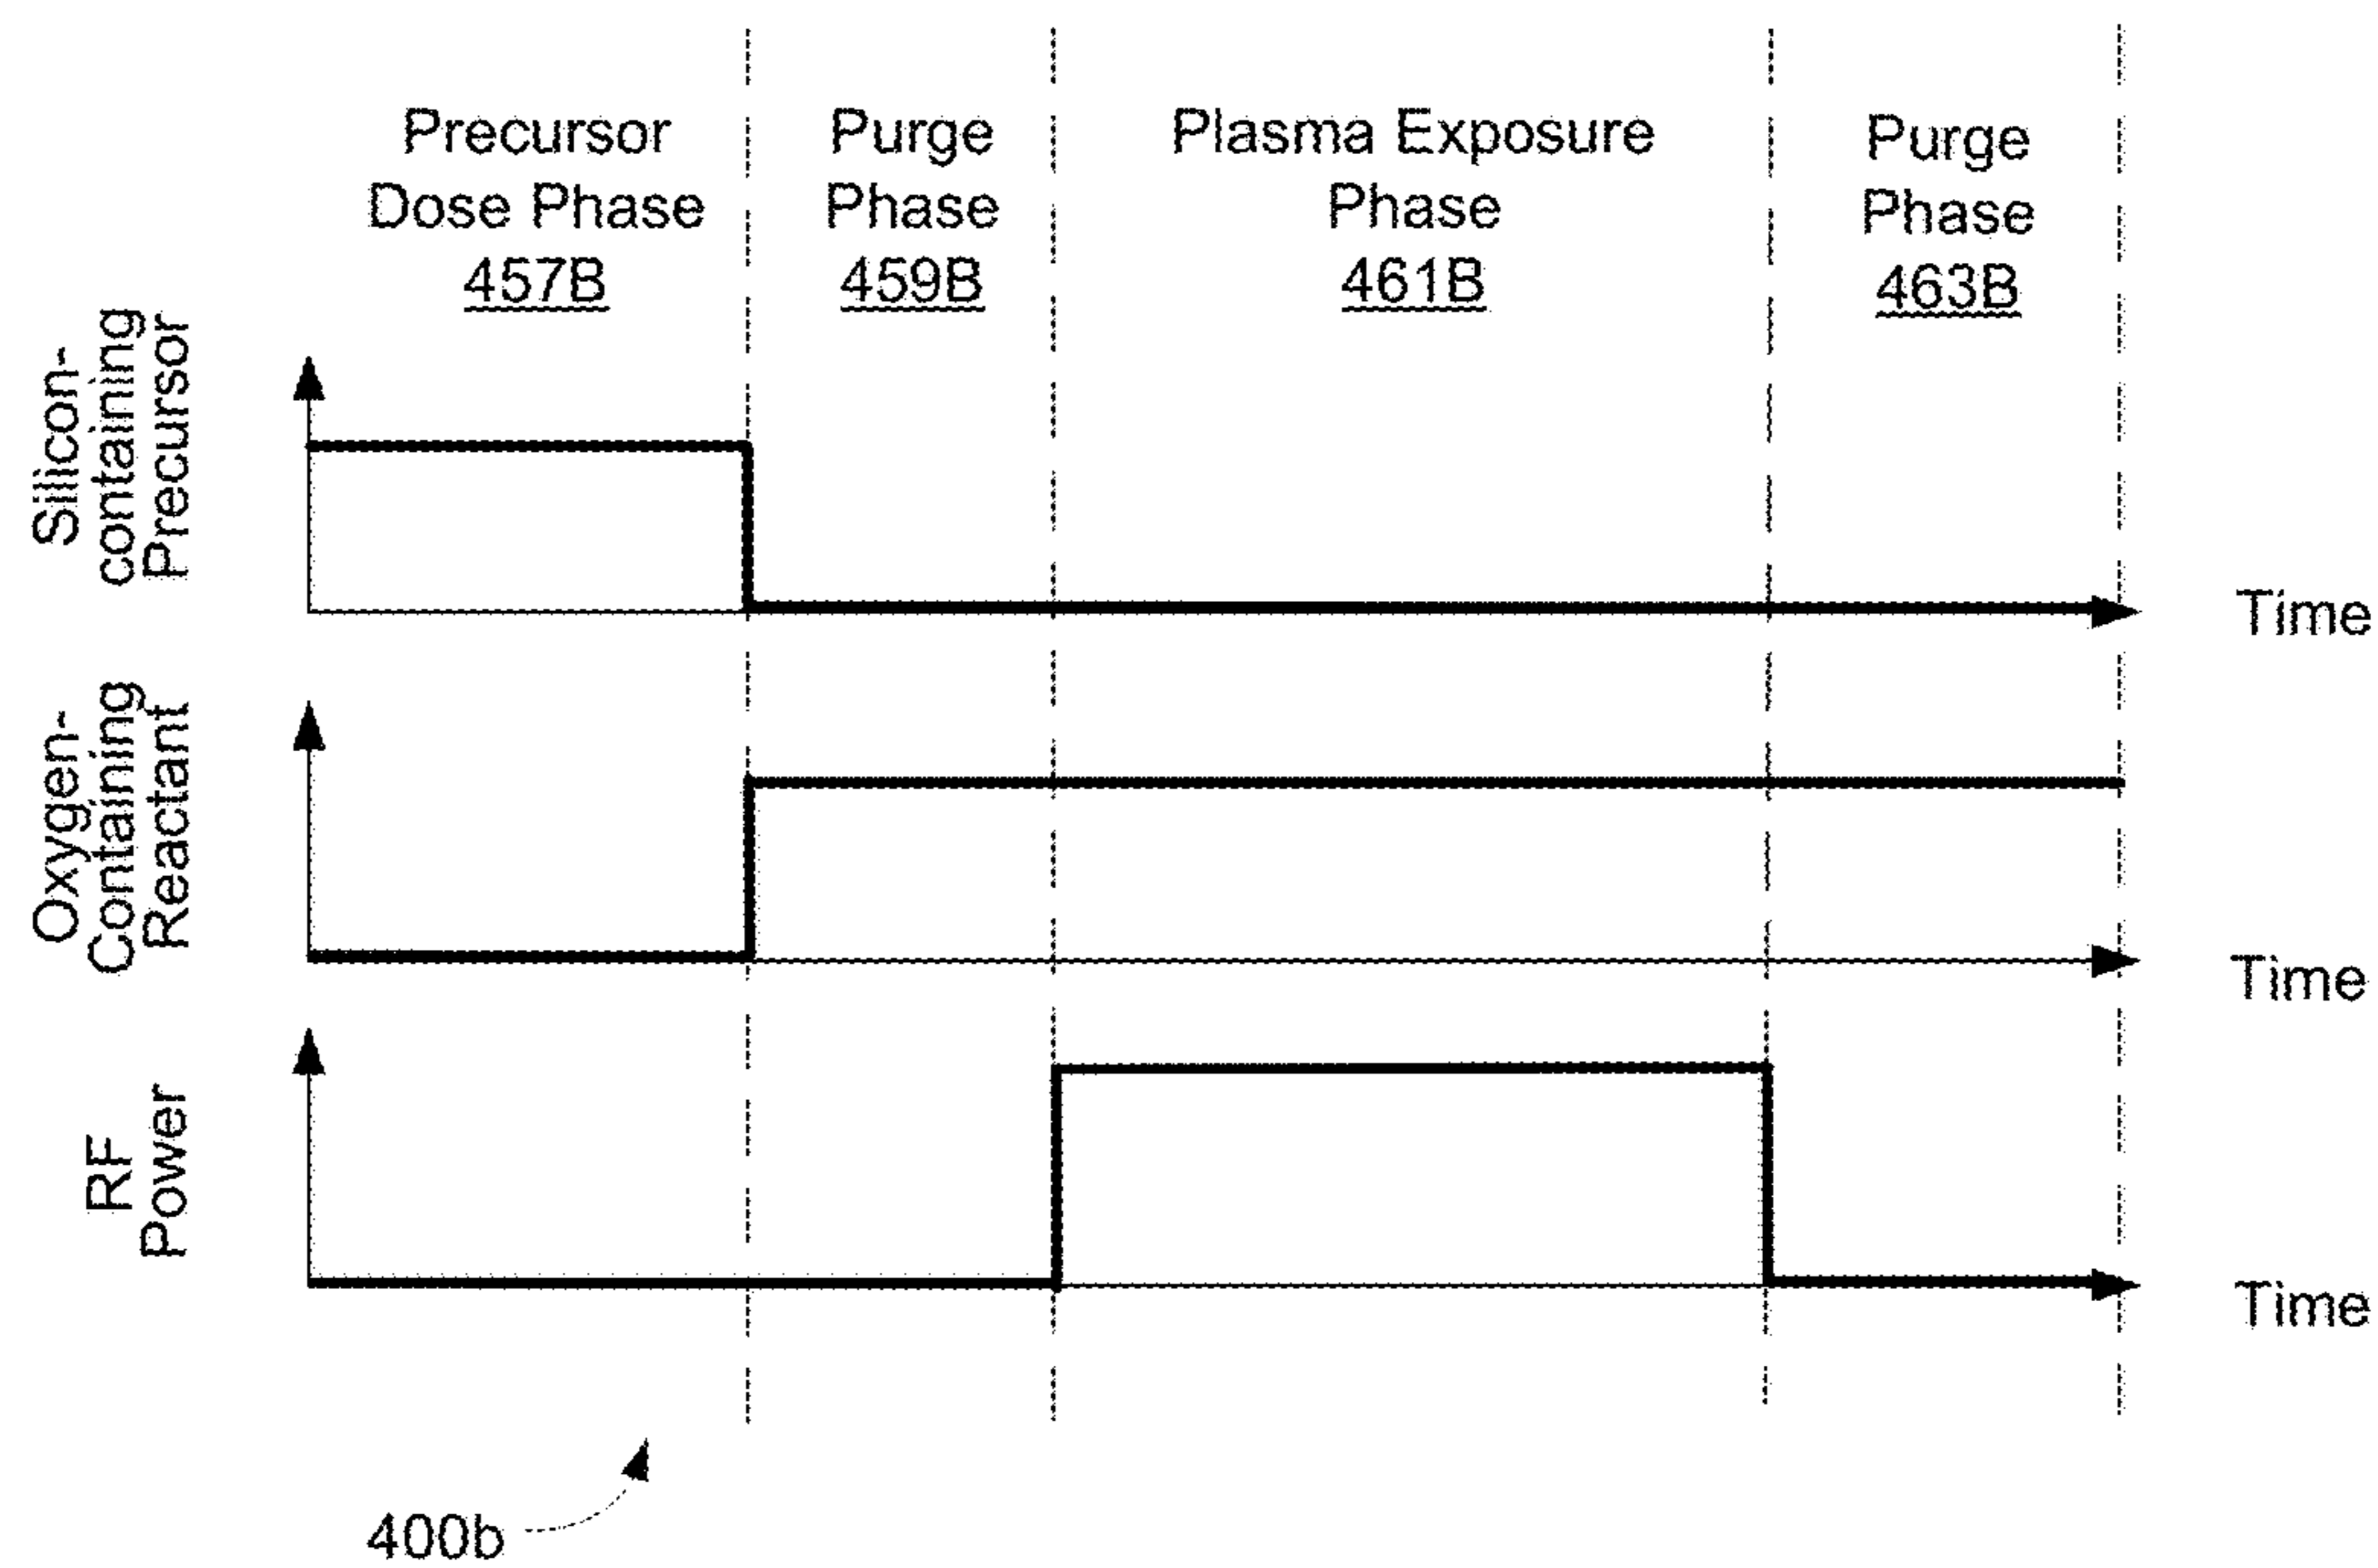 Precursor
Dose Phase
457B
Purge
Phase
459B
Plasma Exposure
Phase
461B
Purge
Phase
463B
Silicon-
containing
Precursor
Time
Oxygen-
Containing
Reactant
Time
RF
Power
Time
400b